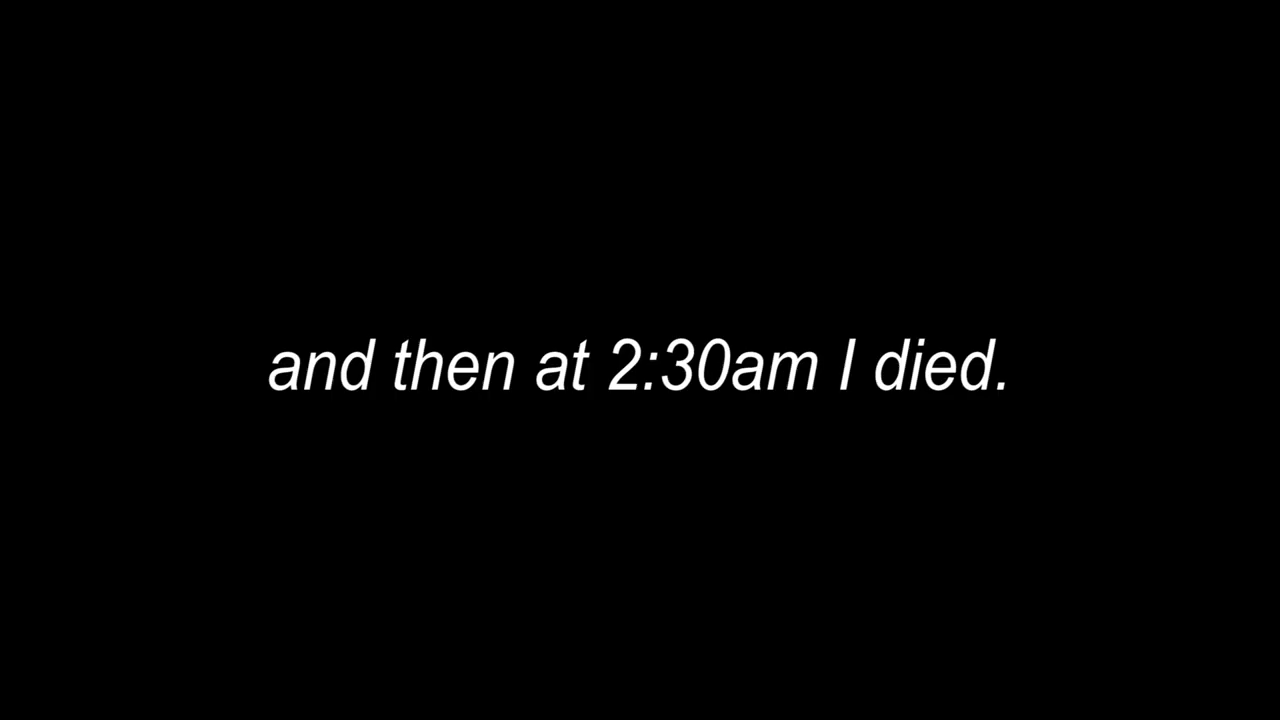 and then at 2:30am I died.